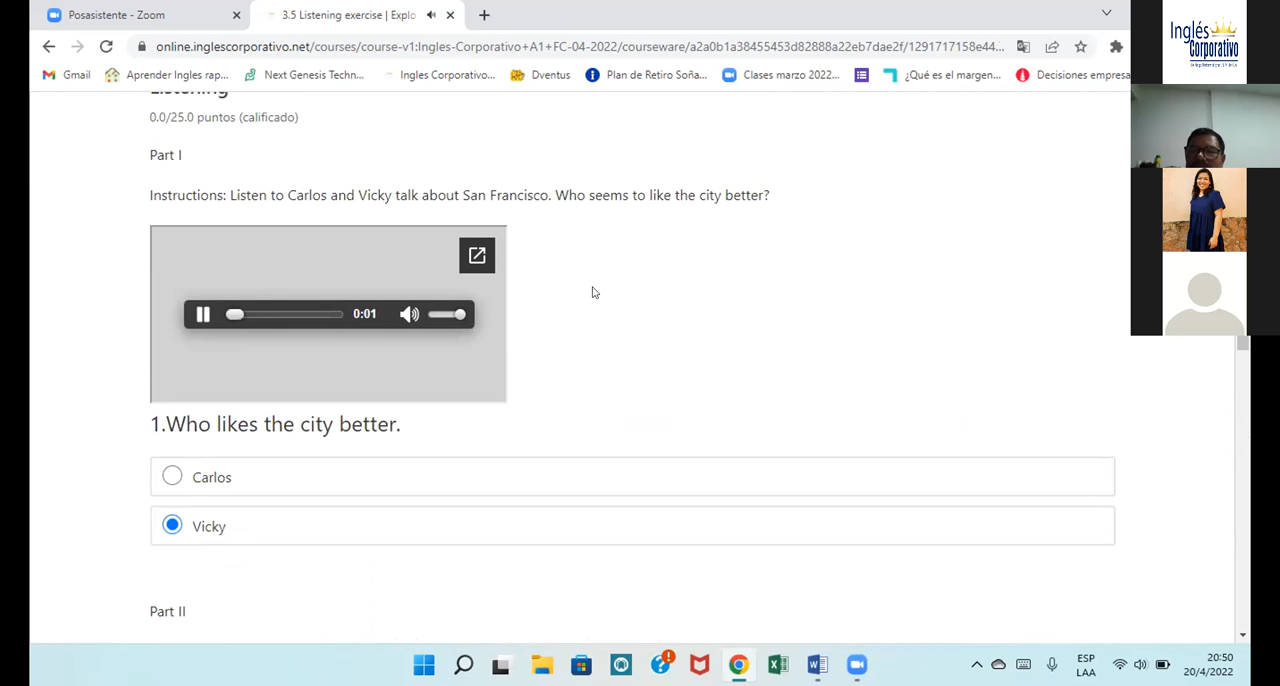 Posasistente - Zoom
3.5 Listening exercise | Explo
online.inglescorporativo.net/courses/course-v1:Ingles-Corporativo+A1+FC-04-2022/courseware/a2a0b1a38455453d82888a22eb7dae2f/1291717158e44...
Gmail
Aprender Ingles rap...
Next Genesis Techn...
Ingles Corporativo...
Dventus
Plan de Retiro Soña...
Clases marzo 2022...
¿Qué es el margen...
Decisiones empresa
Inglés
Corporativo
Listening
0.0/25.0 puntos (calificado)
Part I
Instructions: Listen to Carlos and Vicky talk about San Francisco. Who seems to like the city better?
0:01
1.Who likes the city better.
Carlos
Vicky
Part II
ESP
LAA
20:50
20/4/2022